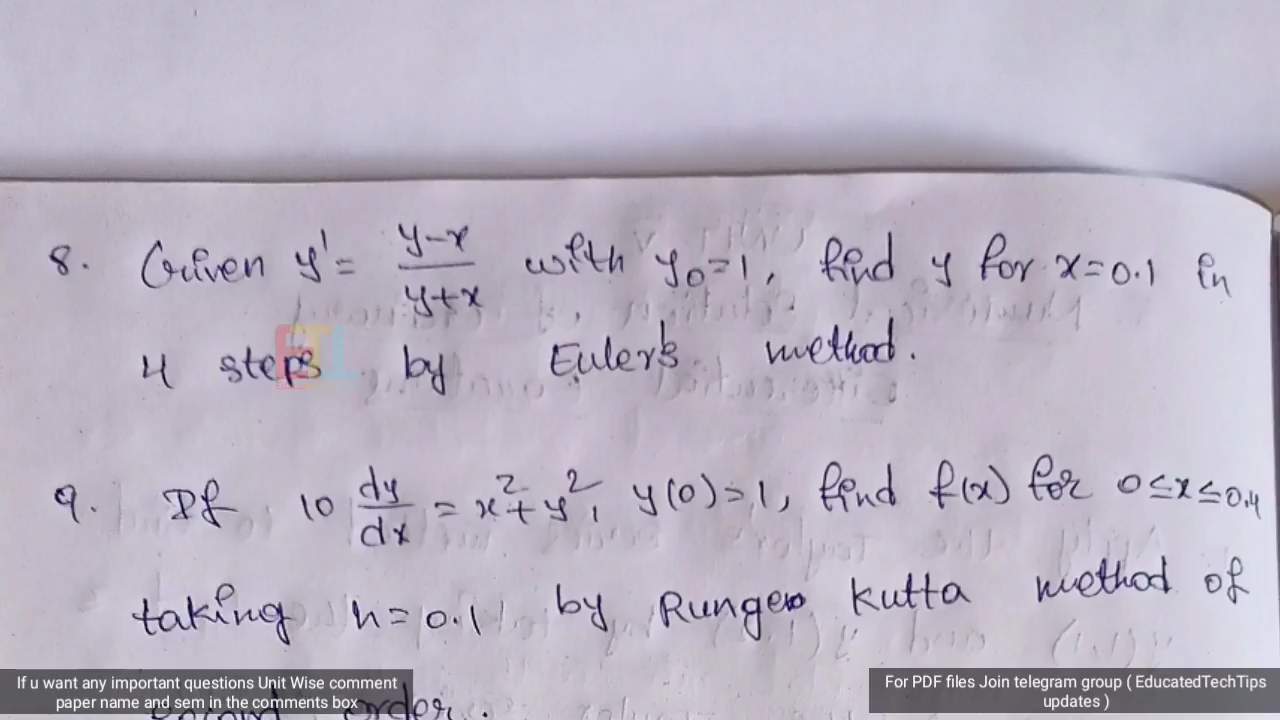 8. Given y' = y-x / y+x with y₀=1, find y for x=0.1 in
4 steps by Euler's method.
9. If 10 dy/dx = x²+y², y(0)=1, find f(x) for 0≤x≤0.4
taking h=0.1 by Runge Kutta method of
order.
If u want any important questions Unit Wise comment
paper name and sem in the comments box
For PDF files Join telegram group ( EducatedTechTips
updates )